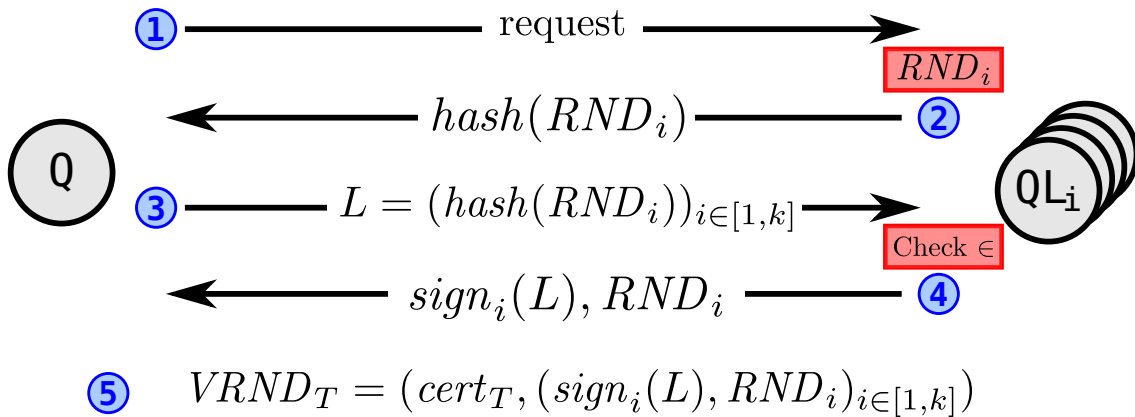 1 request
RND_i
hash(RND_i) 2
Q
QL_i
3 L = (hash(RND_i))_{i∈[1,k]}
Check ∈
sign_i(L), RND_i 4
5 VRND_T = (cert_T, (sign_i(L), RND_i)_{i∈[1,k]})